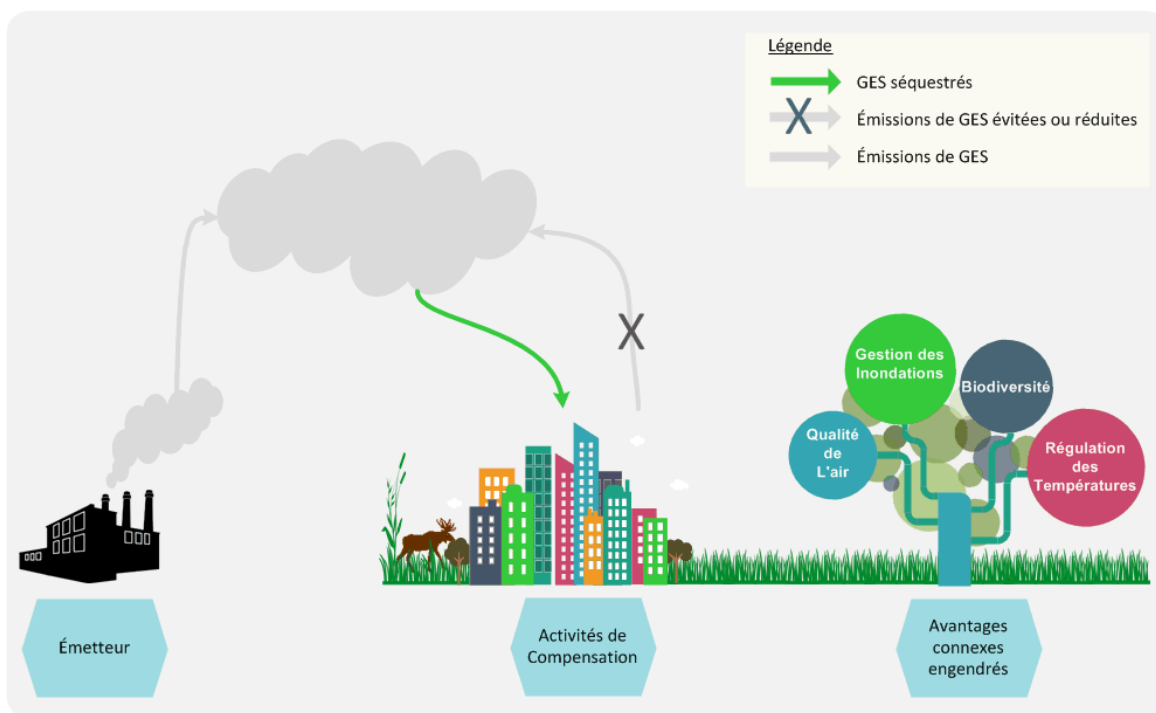 Légende
GES séquestrés
Émissions de GES évitées ou réduites
Émissions de GES
Gestion des
Inondations
Biodiversité
Qualité
de
L'air
Régulation
des
Températures
Émetteur
Activités de
Compensation
Avantages
connexes
engendrés